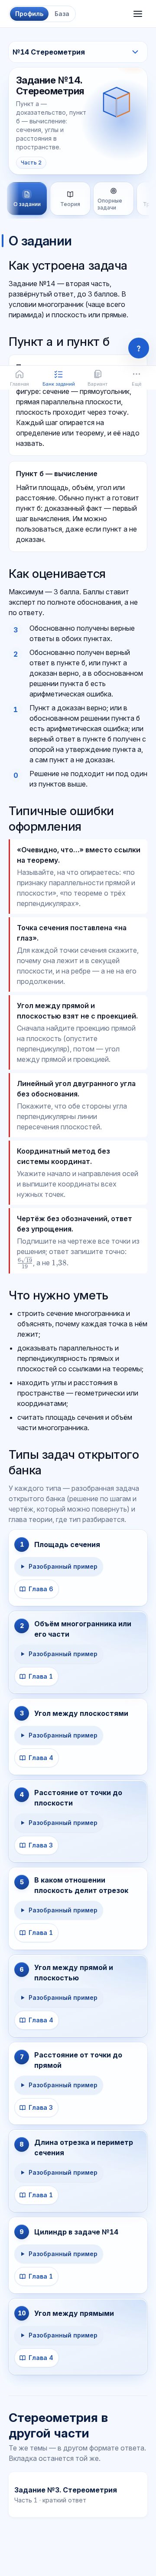 Профиль
База
№14 Стереометрия
Задание №14.
Стереометрия
Пункт а —
доказательство, пункт
б — вычисление:
сечения, углы и
расстояния в
пространстве.
Часть 2
О задании
Теория
Опорные
задачи
О задании
Как устроена задача
Задание №14 — вторая часть,
развёрнутый ответ, до 3 баллов. В
условии многогранник (чаще всего
пирамида) и плоскость или прямые.
Пункт а и пункт б
?
Главная
Банк заданий
Вариант
Ещё
фигуре: сечение — прямоугольник,
прямая параллельна плоскости,
плоскость проходит через точку.
Каждый шаг опирается на
определение или теорему, и её надо
назвать.
Пункт б — вычисление
Найти площадь, объём, угол или
расстояние. Обычно пункт а готовит
пункт б: доказанный факт — первый
шаг вычисления. Им можно
пользоваться, даже если пункт а не
доказан.
Как оценивается
Максимум — 3 балла. Баллы ставит
эксперт по полноте обоснования, а не
по ответу.
3 Обоснованно получены верные
ответы в обоих пунктах.
2 Обоснованно получен верный
ответ в пункте б, или пункт а
доказан верно, а в обоснованном
решении пункта б есть
арифметическая ошибка.
1 Пункт а доказан верно; или в
обоснованном решении пункта б
есть арифметическая ошибка; или
верный ответ в пункте б получен с
опорой на утверждение пункта а,
а сам а не доказан.
0 Решение не подходит ни под один
из пунктов выше.
Типичные ошибки
оформления
«Очевидно, что…» вместо ссылки
на теорему.
Называйте, на что опираетесь: «по
признаку параллельности прямой и
плоскости», «по теореме о трёх
перпендикулярах».
Точка сечения поставлена «на
глаз».
Для каждой точки сечения скажите,
почему она лежит и в секущей
плоскости, и на ребре — а не на его
продолжении.
Угол между прямой и
плоскостью взят не с проекцией.
Сначала найдите проекцию прямой
на плоскость (опустите
перпендикуляр), потом — угол
между прямой и проекцией.
Линейный угол двугранного угла
без обоснования.
Покажите, что обе стороны угла
перпендикулярны линии
пересечения плоскостей.
Координатный метод без
системы координат.
Укажите начало и направления осей
и выпишите координаты всех
нужных точек.
Чертёж без обозначений, ответ
без упрощения.
Подпишите на чертеже все точки из
решения; ответ запишите точно:
, а не 1,38.
Что нужно уметь
строить сечение многогранника и
объяснять, почему каждая точка в нём
лежит;
доказывать параллельность и
перпендикулярность прямых и
плоскостей со ссылками на теоремы;
находить углы и расстояния в
пространстве — геометрически или
координатами;
считать площадь сечения и объём
части многогранника.
Типы задач открытого
банка
У каждого типа — разобранная задача
открытого банка (решение по шагам и
чертёж, который можно повернуть) и
глава теории, где тип разбирается.
1 Площадь сечения
Разобранный пример
Глава 6
2 Объём многогранника или
его части
Разобранный пример
Глава 1
3 Угол между плоскостями
Разобранный пример
Глава 4
4 Расстояние от точки до
плоскости
Разобранный пример
Глава 3
5 В каком отношении
плоскость делит отрезок
Разобранный пример
Глава 1
6 Угол между прямой и
плоскостью
Разобранный пример
Глава 4
7 Расстояние от точки до
прямой
Разобранный пример
Глава 3
8 Длина отрезка и периметр
сечения
Разобранный пример
Глава 1
9 Цилиндр в задаче №14
Разобранный пример
Глава 1
10 Угол между прямыми
Разобранный пример
Глава 4
Стереометрия в
другой части
Те же темы — в другом формате ответа.
Вкладка останется той же.
Задание №3. Стереометрия
Часть 1 · краткий ответ